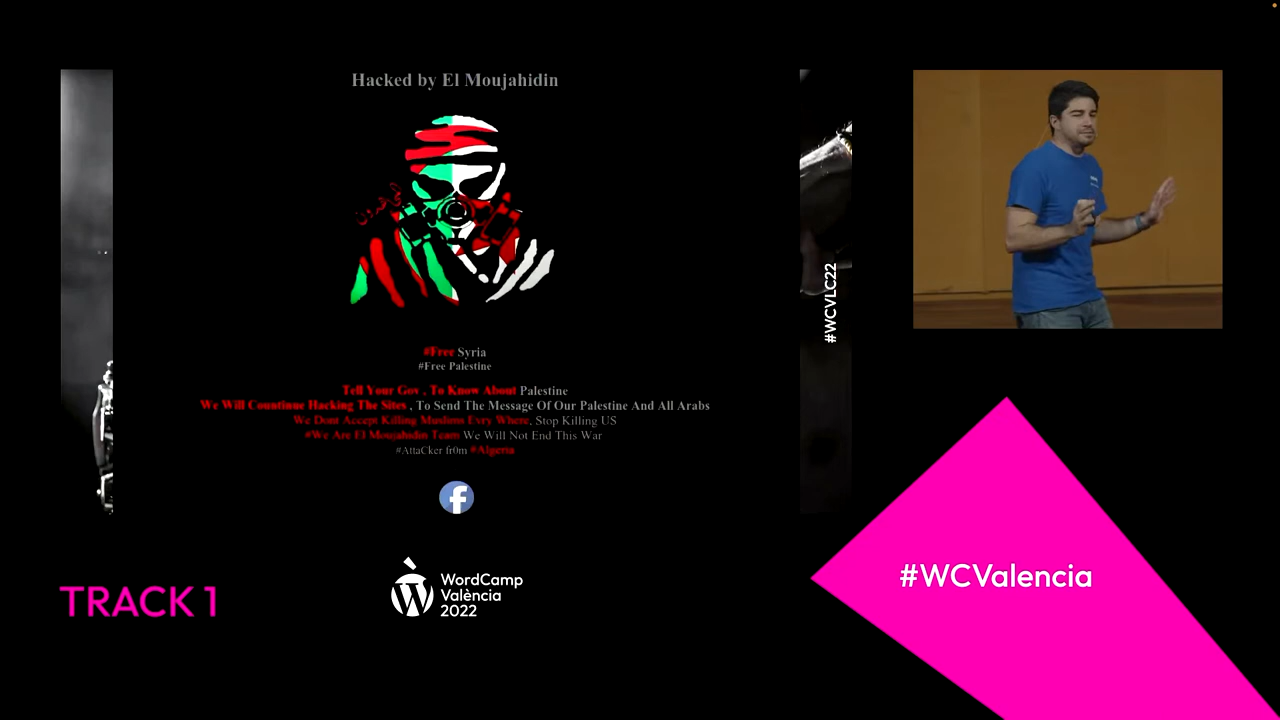 Hacked by El Moujahidin
#Free Syria
#Free Palestine
Tell Your Gov , To Know About Palestine
We Will Countinue Hacking The Sites , To Send The Message Of Our Palestine And All Arabs
We Dont Accept Killing Muslims Evry Where, Stop Killing US
#We Are El Moujahidin Team We Will Not End This War
#AttaCker fr0m #Algeria
f
#WCVLC22
TRACK 1
WordCamp
València
2022
#WCValencia